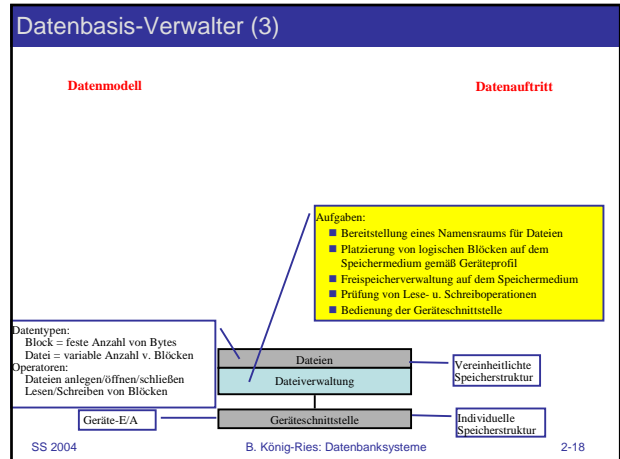 Datenbasis-Verwalter (3)
Datenmodell
Datenauftritt
Aufgaben:
■ Bereitstellung eines Namensraums für Dateien
■ Platzierung von logischen Blöcken auf dem
Speichermedium gemäß Geräteprofil
■ Freispeicherverwaltung auf dem Speichermedium
■ Prüfung von Lese- u. Schreiboperationen
■ Bedienung der Geräteschnittstelle
Datentypen:
Block = feste Anzahl von Bytes
Datei = variable Anzahl v. Blöcken
Operatoren:
Dateien anlegen/öffnen/schließen
Lesen/Schreiben von Blöcken
Dateien
Dateiverwaltung
Vereinheitlichte
Speicherstruktur
Geräte-E/A
Geräteschnittstelle
Individuelle
Speicherstruktur
SS 2004
B. König-Ries: Datenbanksysteme
2-18